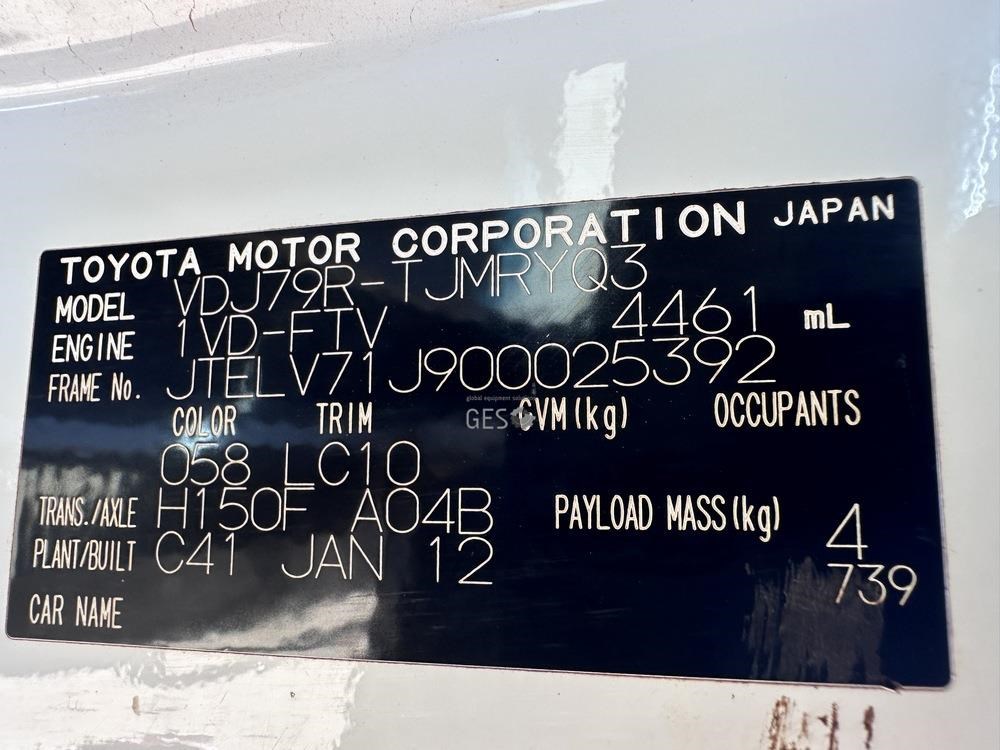 TOYOTA MOTOR CORPORATION JAPAN
MODEL VDJ79R-TJMRYQ3
ENGINE 1VD-FTV 4461 mL
FRAME No. JTELV71J900025392
global equipment
GES
COLOR TRIM GVM(kg) OCCUPANTS
058 LC10
TRANS./AXLE H150F A04B PAYLOAD MASS(kg) 4
PLANT/BUILT C41 JAN 12 739
CAR NAME